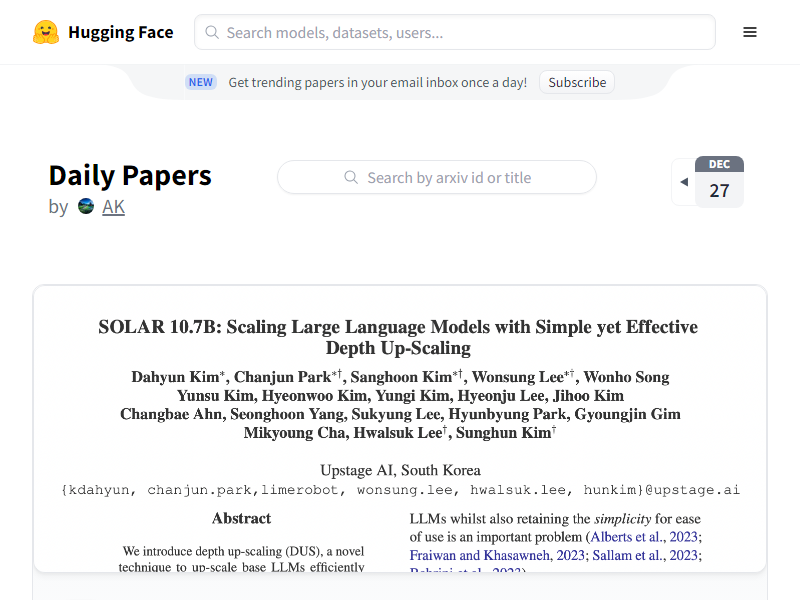 Hugging Face
Search models, datasets, users...
NEW Get trending papers in your email inbox once a day! Subscribe
Daily Papers
by AK
Search by arxiv id or title
DEC
27
SOLAR 10.7B: Scaling Large Language Models with Simple yet Effective
Depth Up-Scaling
Dahyun Kim*, Chanjun Park*†, Sanghoon Kim*†, Wonsung Lee*†, Wonho Song
Yunsu Kim, Hyeonwoo Kim, Yungi Kim, Hyeonju Lee, Jihoo Kim
Changbae Ahn, Seonghoon Yang, Sukyung Lee, Hyunbyung Park, Gyoungjin Gim
Mikyoung Cha, Hwalsuk Lee†, Sunghun Kim†
Upstage AI, South Korea
{kdahyun, chanjun.park,limerobot, wonsung.lee, hwalsuk.lee, hunkim}@upstage.ai
Abstract
We introduce depth up-scaling (DUS), a novel
technique to up-scale base LLMs efficiently
LLMs whilst also retaining the simplicity for ease
of use is an important problem (Alberts et al., 2023;
Fraiwan and Khasawneh, 2023; Sallam et al., 2023;